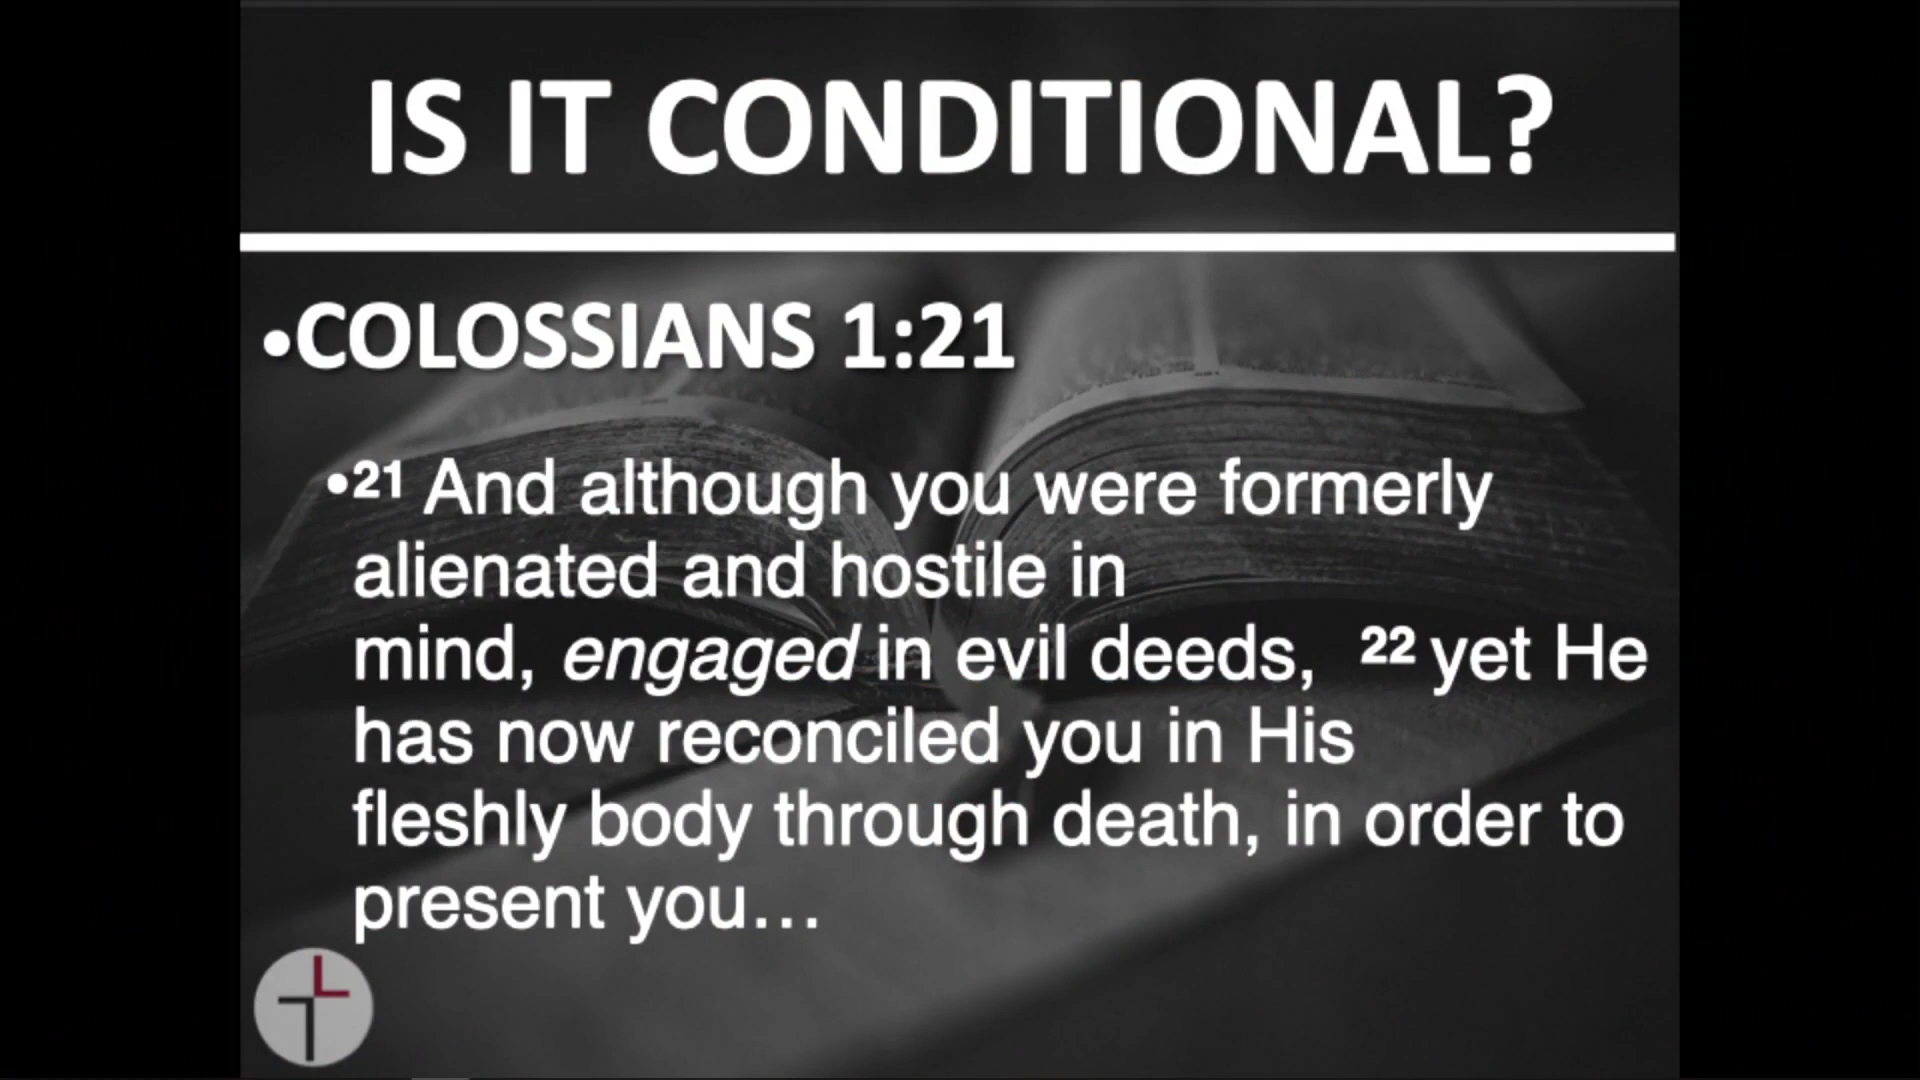 IS IT CONDITIONAL?
•COLOSSIANS 1:21
•21 And although you were formerly
alienated and hostile in
mind, engaged in evil deeds,  22 yet He
has now reconciled you in His
fleshly body through death, in order to
present you…